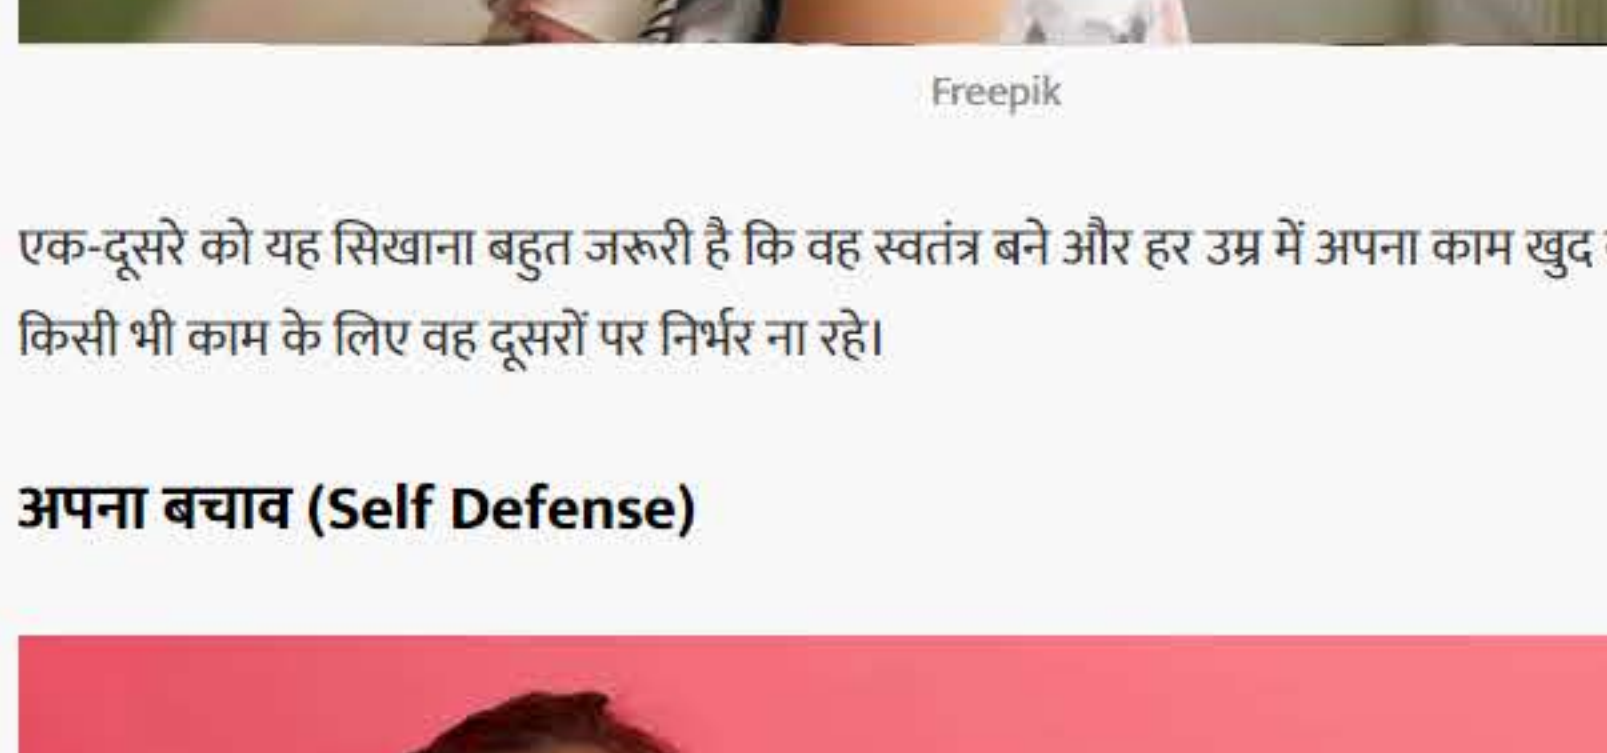 Freepik
एक-दूसरे को यह सिखाना बहुत जरूरी है कि वह स्वतंत्र बने और हर उम्र में अपना काम खुद
किसी भी काम के लिए वह दूसरों पर निर्भर ना रहे।
अपना बचाव (Self Defense)